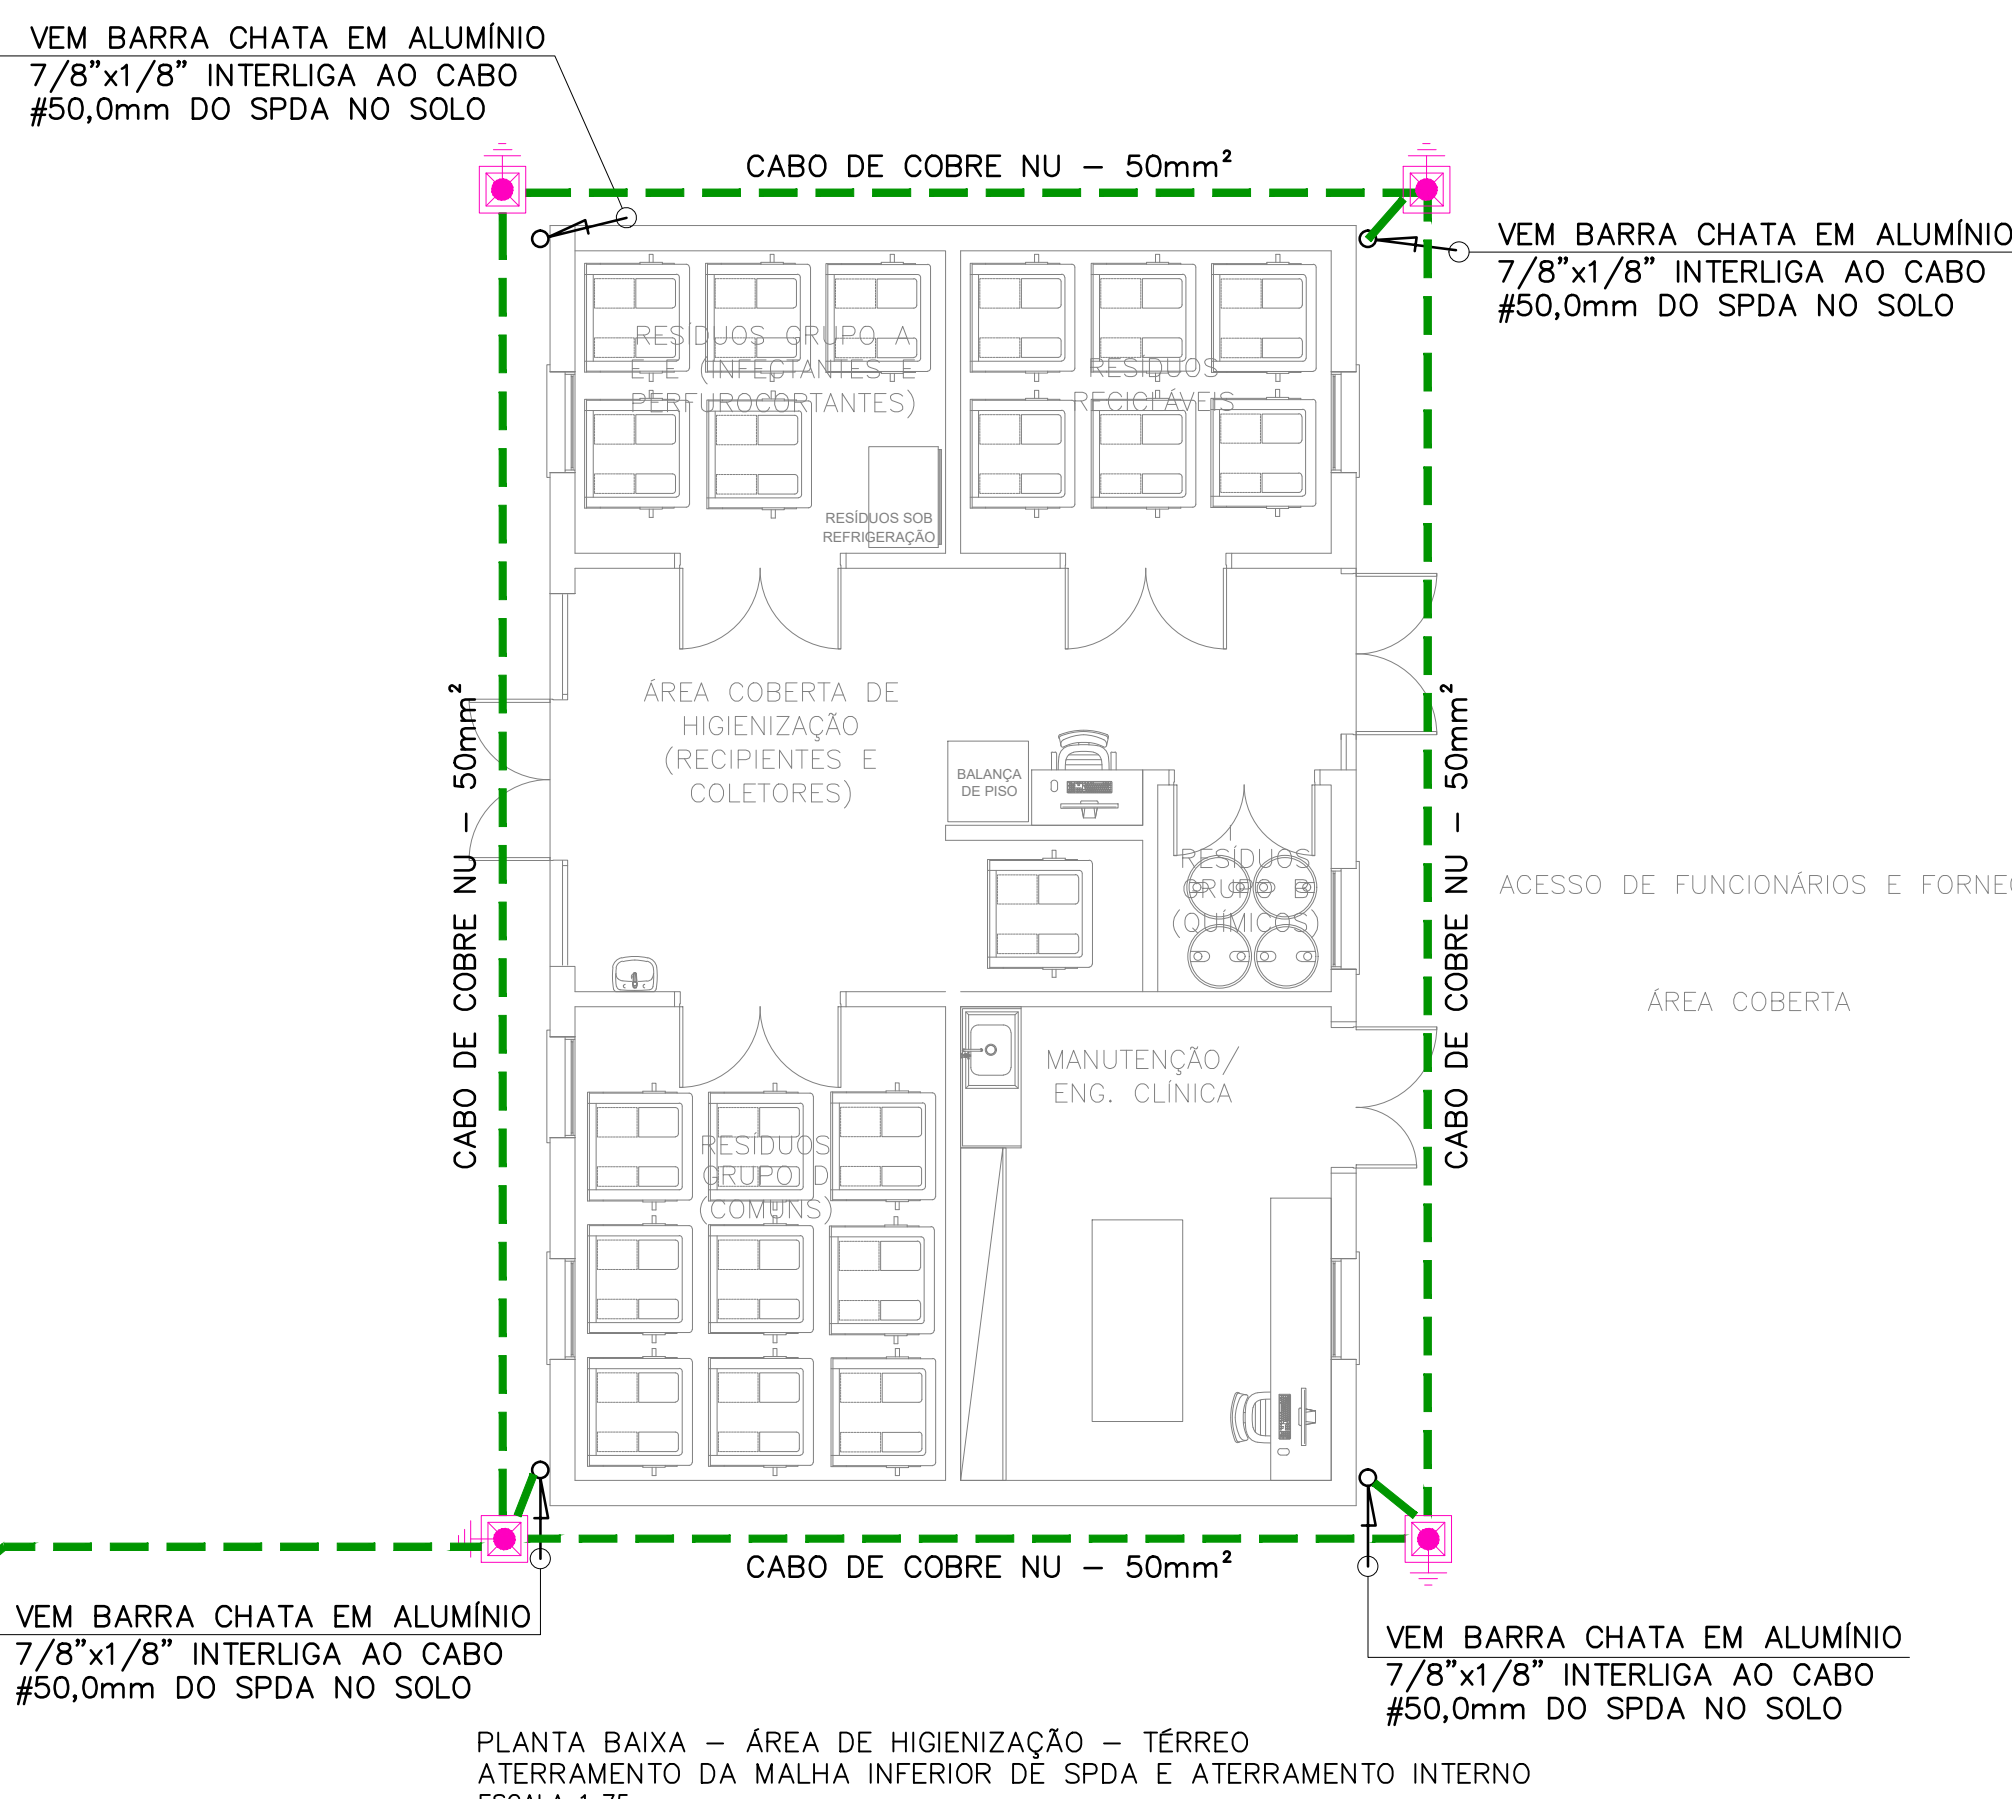 VEM BARRA CHATA EM ALUMÍNIO
7/8”x1/8” INTERLIGA AO CABO
#50,0mm DO SPDA NO SOLO
CABO DE COBRE NU – 50mm²
VEM BARRA CHATA EM ALUMÍNIO
7/8”x1/8” INTERLIGA AO CABO
#50,0mm DO SPDA NO SOLO
RESÍDUOS GRUPO A
E E (INFECTANTES E
PERFUROCORTANTES)
RESÍDUOS
RECICLÁVEIS
RESÍDUOS SOB
REFRIGERAÇÃO
ÁREA COBERTA DE
HIGIENIZAÇÃO
(RECIPIENTES E
COLETORES)
CABO DE COBRE NU – 50mm²
CABO DE COBRE NU – 50mm²
BALANÇA
DE PISO
RESÍDUOS
GRUPO B
(QUÍMICOS)
ACESSO DE FUNCIONÁRIOS E
ÁREA COBERTA
MANUTENÇÃO/
ENG. CLÍNICA
RESÍDUOS
GRUPO D
(COMUNS)
CABO DE COBRE NU – 50mm²
VEM BARRA CHATA EM ALUMÍNIO
7/8”x1/8” INTERLIGA AO CABO
#50,0mm DO SPDA NO SOLO
VEM BARRA CHATA EM ALUMÍNIO
7/8”x1/8” INTERLIGA AO CABO
#50,0mm DO SPDA NO SOLO
PLANTA BAIXA – ÁREA DE HIGIENIZAÇÃO – TÉRREO
ATERRAMENTO DA MALHA INFERIOR DE SPDA E ATERRAMENTO INTERNO